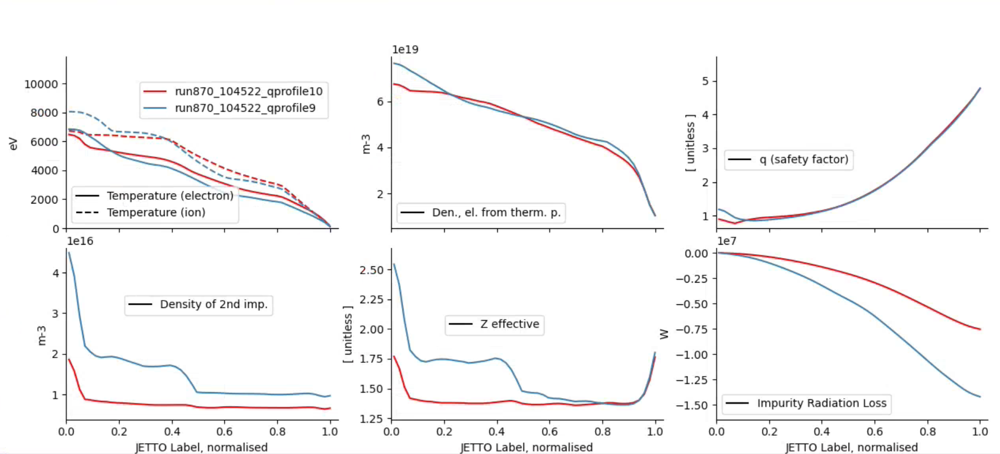 1e19
10000
8000
6000
4000
2000
0
eV
run870_104522_qprofile10
run870_104522_qprofile9
Temperature (electron)
Temperature (ion)
6
4
2
m-3
Den., el. from therm. p.
5
4
3
2
1
[ unitless ]
q (safety factor)
1e16
4
3
2
1
m-3
Density of 2nd imp.
0.0 0.2 0.4 0.6 0.8 1.0
JETTO Label, normalised
2.50
2.25
2.00
1.75
1.50
1.25
[ unitless ]
Z effective
0.0 0.2 0.4 0.6 0.8 1.0
JETTO Label, normalised
1e7
0.00
−0.25
−0.50
−0.75
−1.00
−1.25
−1.50
W
Impurity Radiation Loss
0.0 0.2 0.4 0.6 0.8 1.0
JETTO Label, normalised